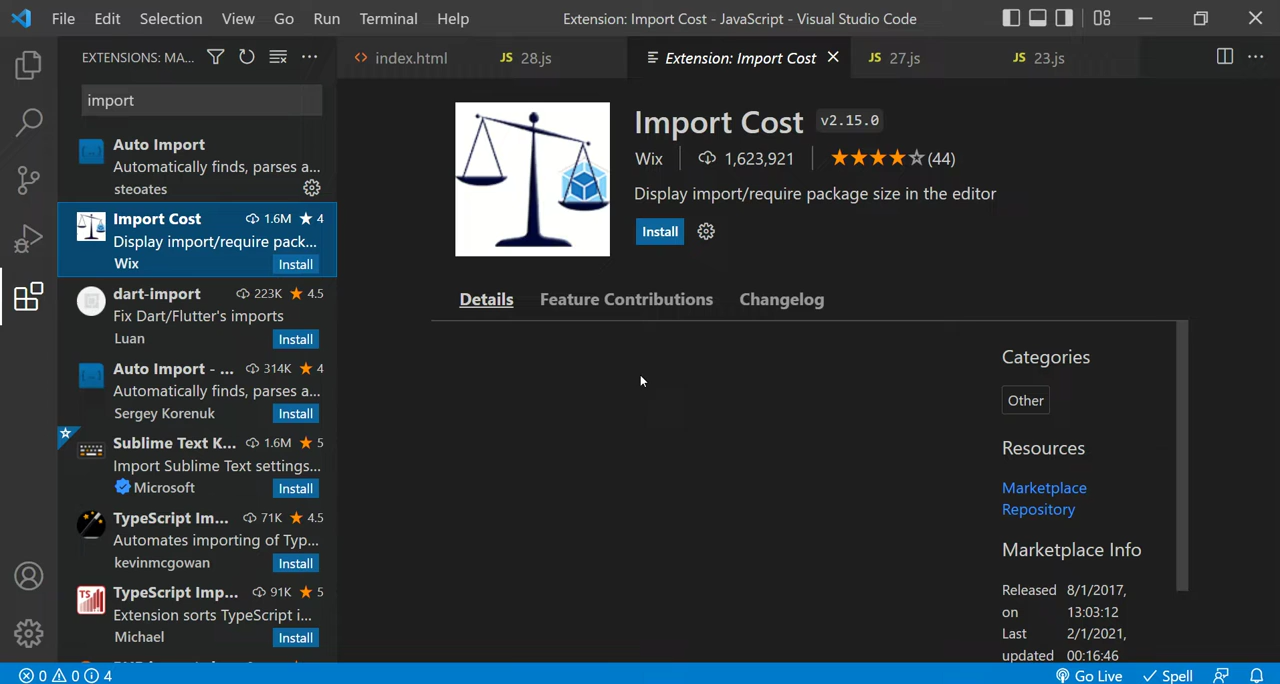 File Edit Selection View Go Run Terminal Help Extension: Import Cost - JavaScript - Visual Studio Code
EXTENSIONS: MA...
index.html JS 28.js Extension: Import Cost JS 27.js JS 23.js
import
Auto Import
Automatically finds, parses a...
steoates
Import Cost 1.6M 4
Display import/require pack...
Wix Install
dart-import 223K 4.5
Fix Dart/Flutter's imports
Luan Install
Auto Import - ... 314K 4
Automatically finds, parses a...
Sergey Korenuk Install
Sublime Text K... 1.6M 5
Import Sublime Text settings...
Microsoft Install
TypeScript Im... 71K 4.5
Automates importing of Typ...
kevinmcgowan Install
TS TypeScript Imp... 91K 5
Extension sorts TypeScript i...
Michael Install
Import Cost v2.15.0
Wix 1,623,921 (44)
Display import/require package size in the editor
Install
Details Feature Contributions Changelog
Categories
Other
Resources
Marketplace
Repository
Marketplace Info
Released 8/1/2017,
on 13:03:12
Last 2/1/2021,
updated 00:16:46
0 0 4 Go Live Spell